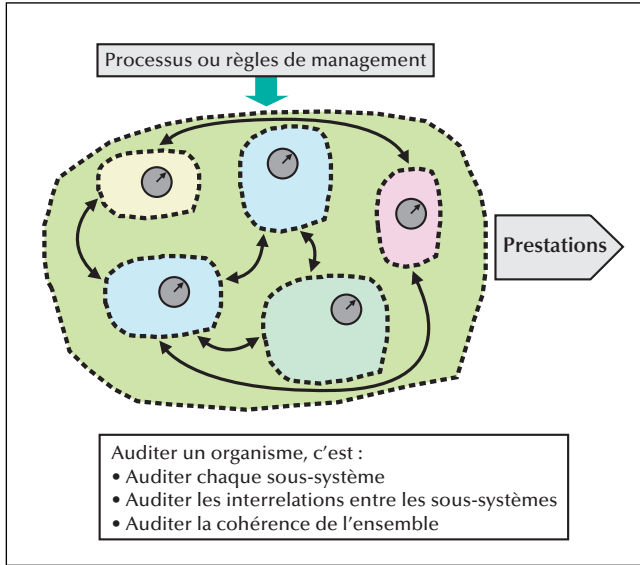 Processus ou règles de management
Prestations
Auditer un organisme, c'est :
• Auditer chaque sous-système
• Auditer les interrelations entre les sous-systèmes
• Auditer la cohérence de l'ensemble